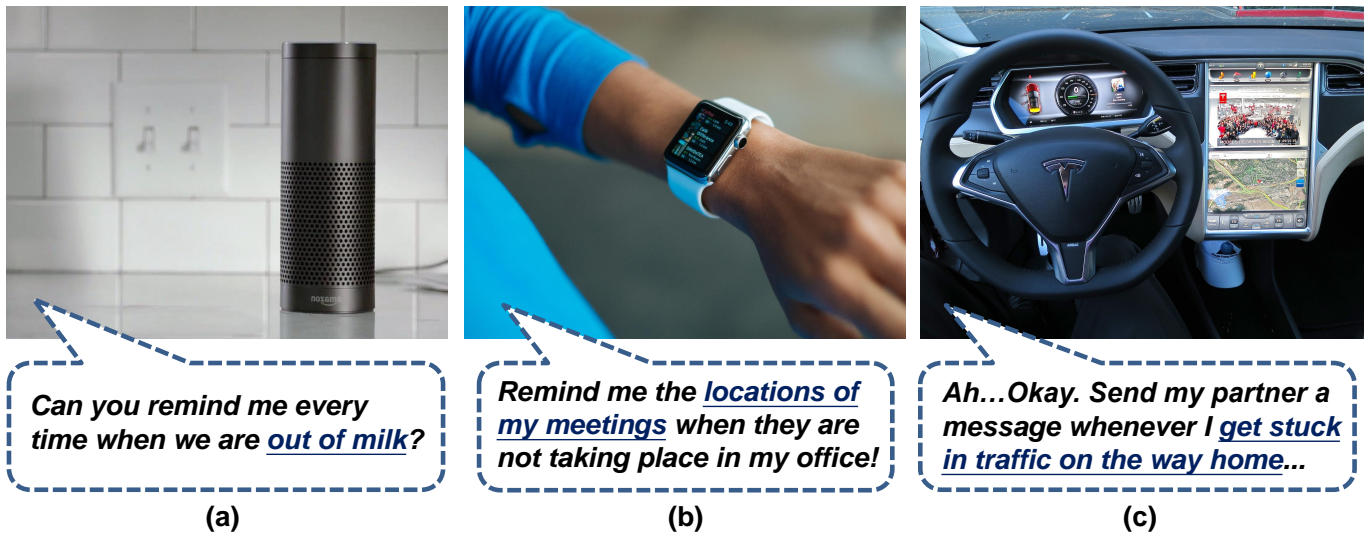 Can you remind me every
time when we are out of milk?
Remind me the locations of
my meetings when they are
not taking place in my office!
Ah…Okay. Send my partner a
message whenever I get stuck
in traffic on the way home...
(a)
(b)
(c)